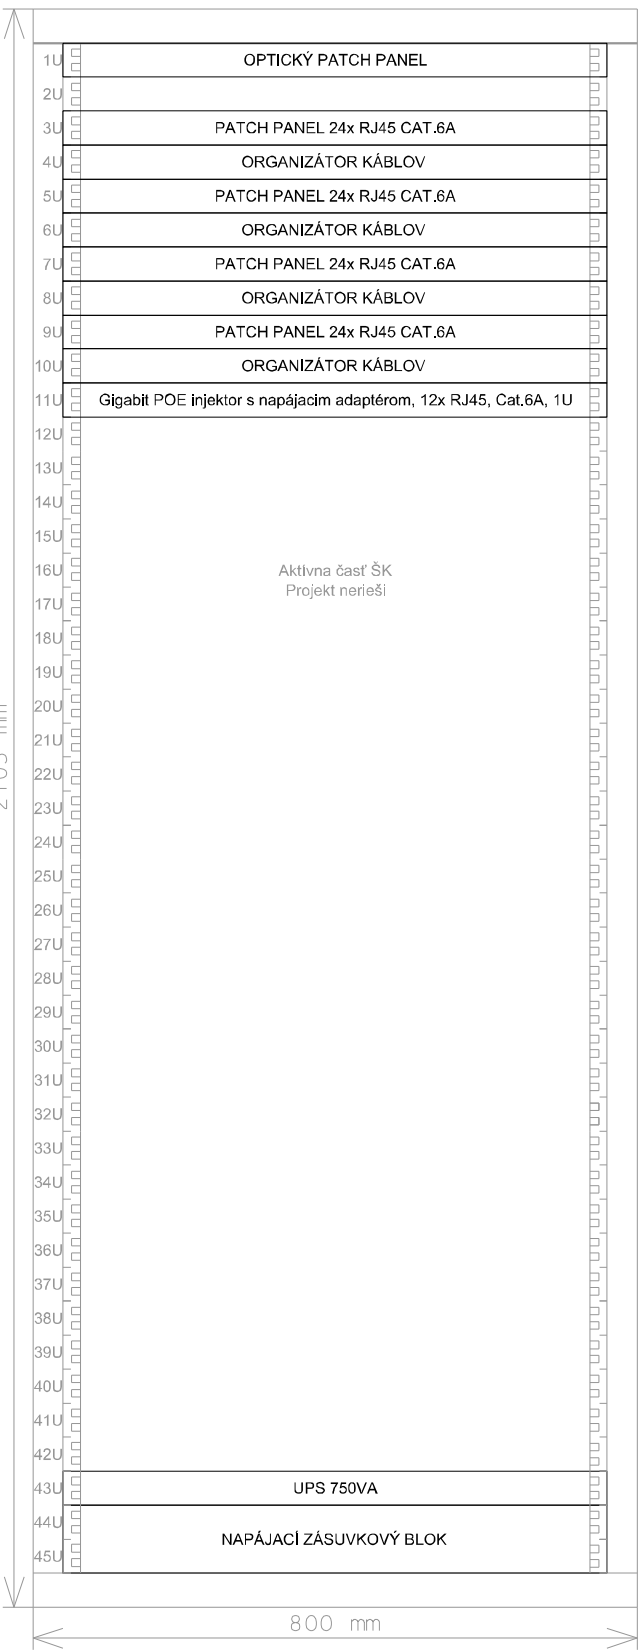 1U OPTICKÝ PATCH PANEL
2U
3U PATCH PANEL 24x RJ45 CAT.6A
4U ORGANIZÁTOR KÁBLOV
5U PATCH PANEL 24x RJ45 CAT.6A
6U ORGANIZÁTOR KÁBLOV
7U PATCH PANEL 24x RJ45 CAT.6A
8U ORGANIZÁTOR KÁBLOV
9U PATCH PANEL 24x RJ45 CAT.6A
10U ORGANIZÁTOR KÁBLOV
11U Gigabit POE injektor s napájacim adaptérom, 12x RJ45, Cat.6A, 1U
12U
13U
14U
15U
16U Aktívna časť ŠK
Projekt nerieši
17U
18U
19U
20U
21U
22U
23U
24U
25U
26U
27U
28U
29U
30U
31U
32U
33U
34U
35U
36U
37U
38U
39U
40U
41U
42U
43U UPS 750VA
44U
NAPÁJACÍ ZÁSUVKOVÝ BLOK
45U
mm
800 mm